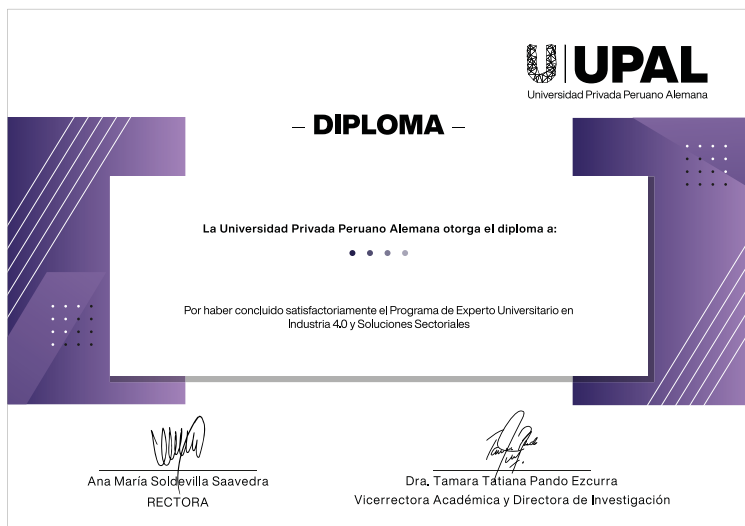 UPAL
Universidad Privada Peruano Alemana
– DIPLOMA –
La Universidad Privada Peruano Alemana otorga el diploma a:
Por haber concluido satisfactoriamente el Programa de Experto Universitario en
Industria 4.0 y Soluciones Sectoriales
Ana María Soldevilla Saavedra
RECTORA
Dra. Tamara Tatiana Pando Ezcurra
Vicerrectora Académica y Directora de Investigación